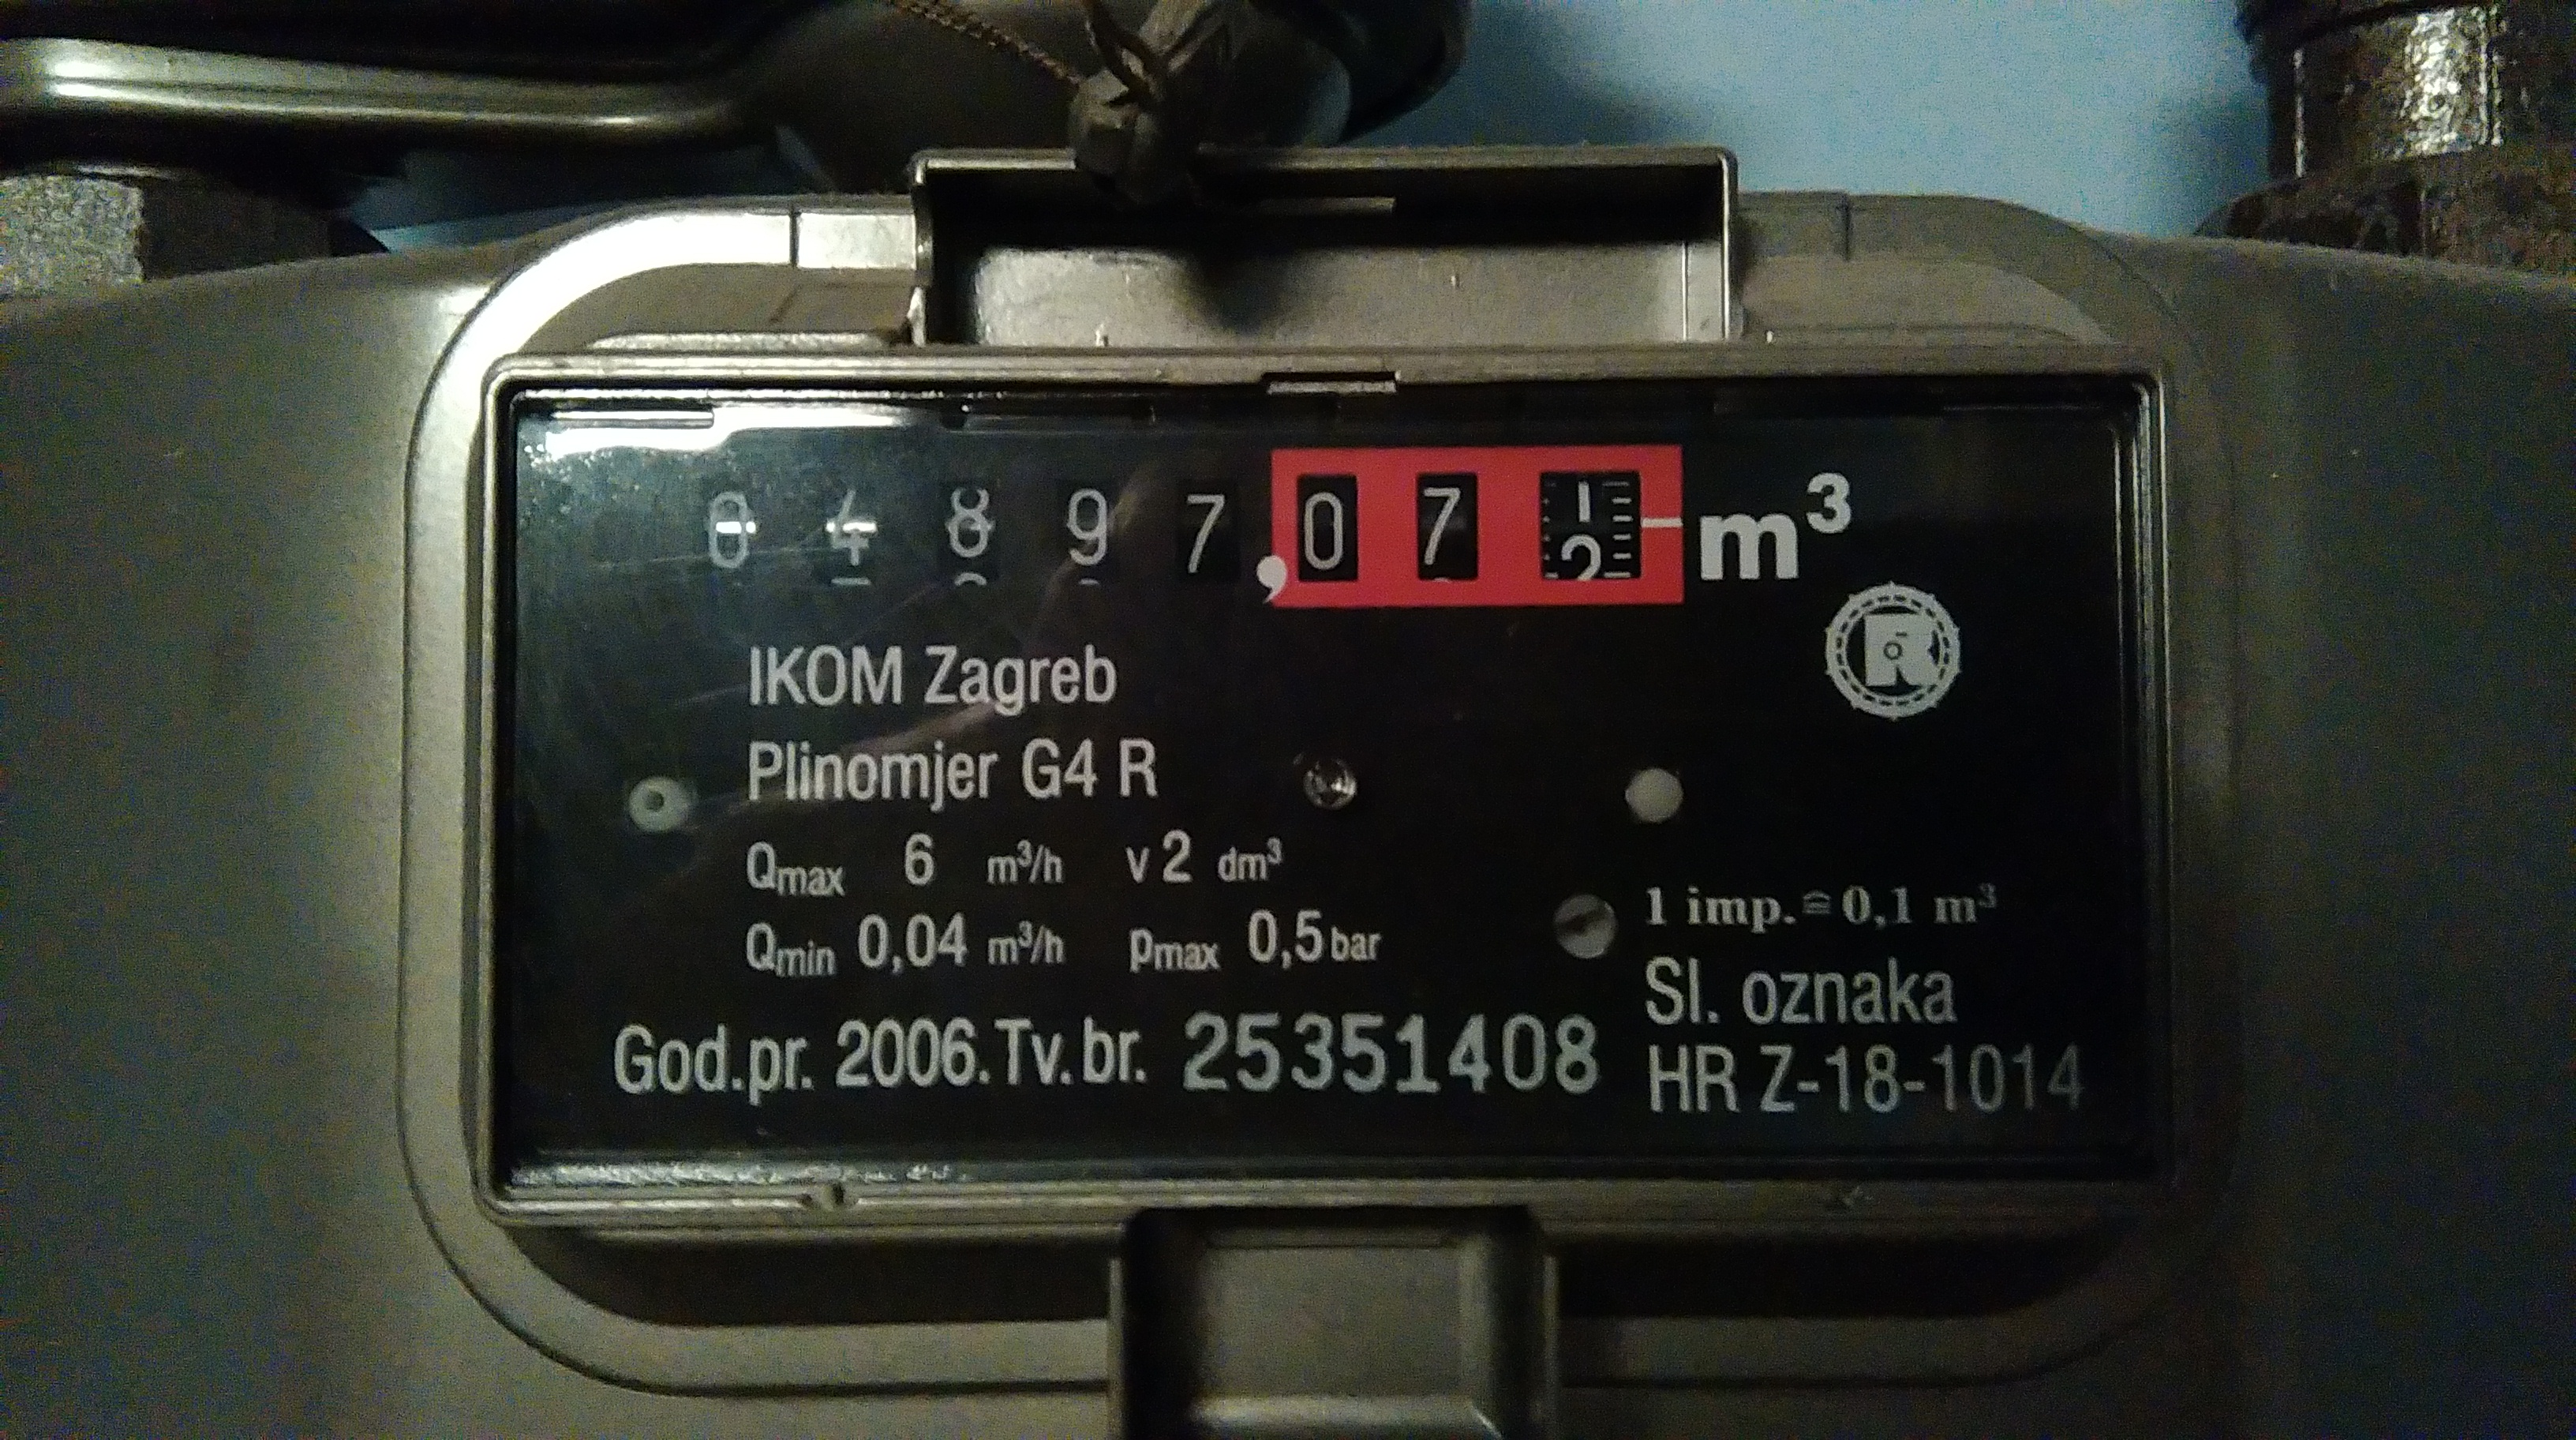 04897,071 m³
2
R
IKOM Zagreb
Plinomjer G4 R
Qmax 6 m³/h v 2 dm³
Qmin 0,04 m³/h pmax 0,5 bar
1 imp.≙0,1 m³
Sl. oznaka
HR Z-18-1014
God.pr. 2006. Tv.br. 25351408